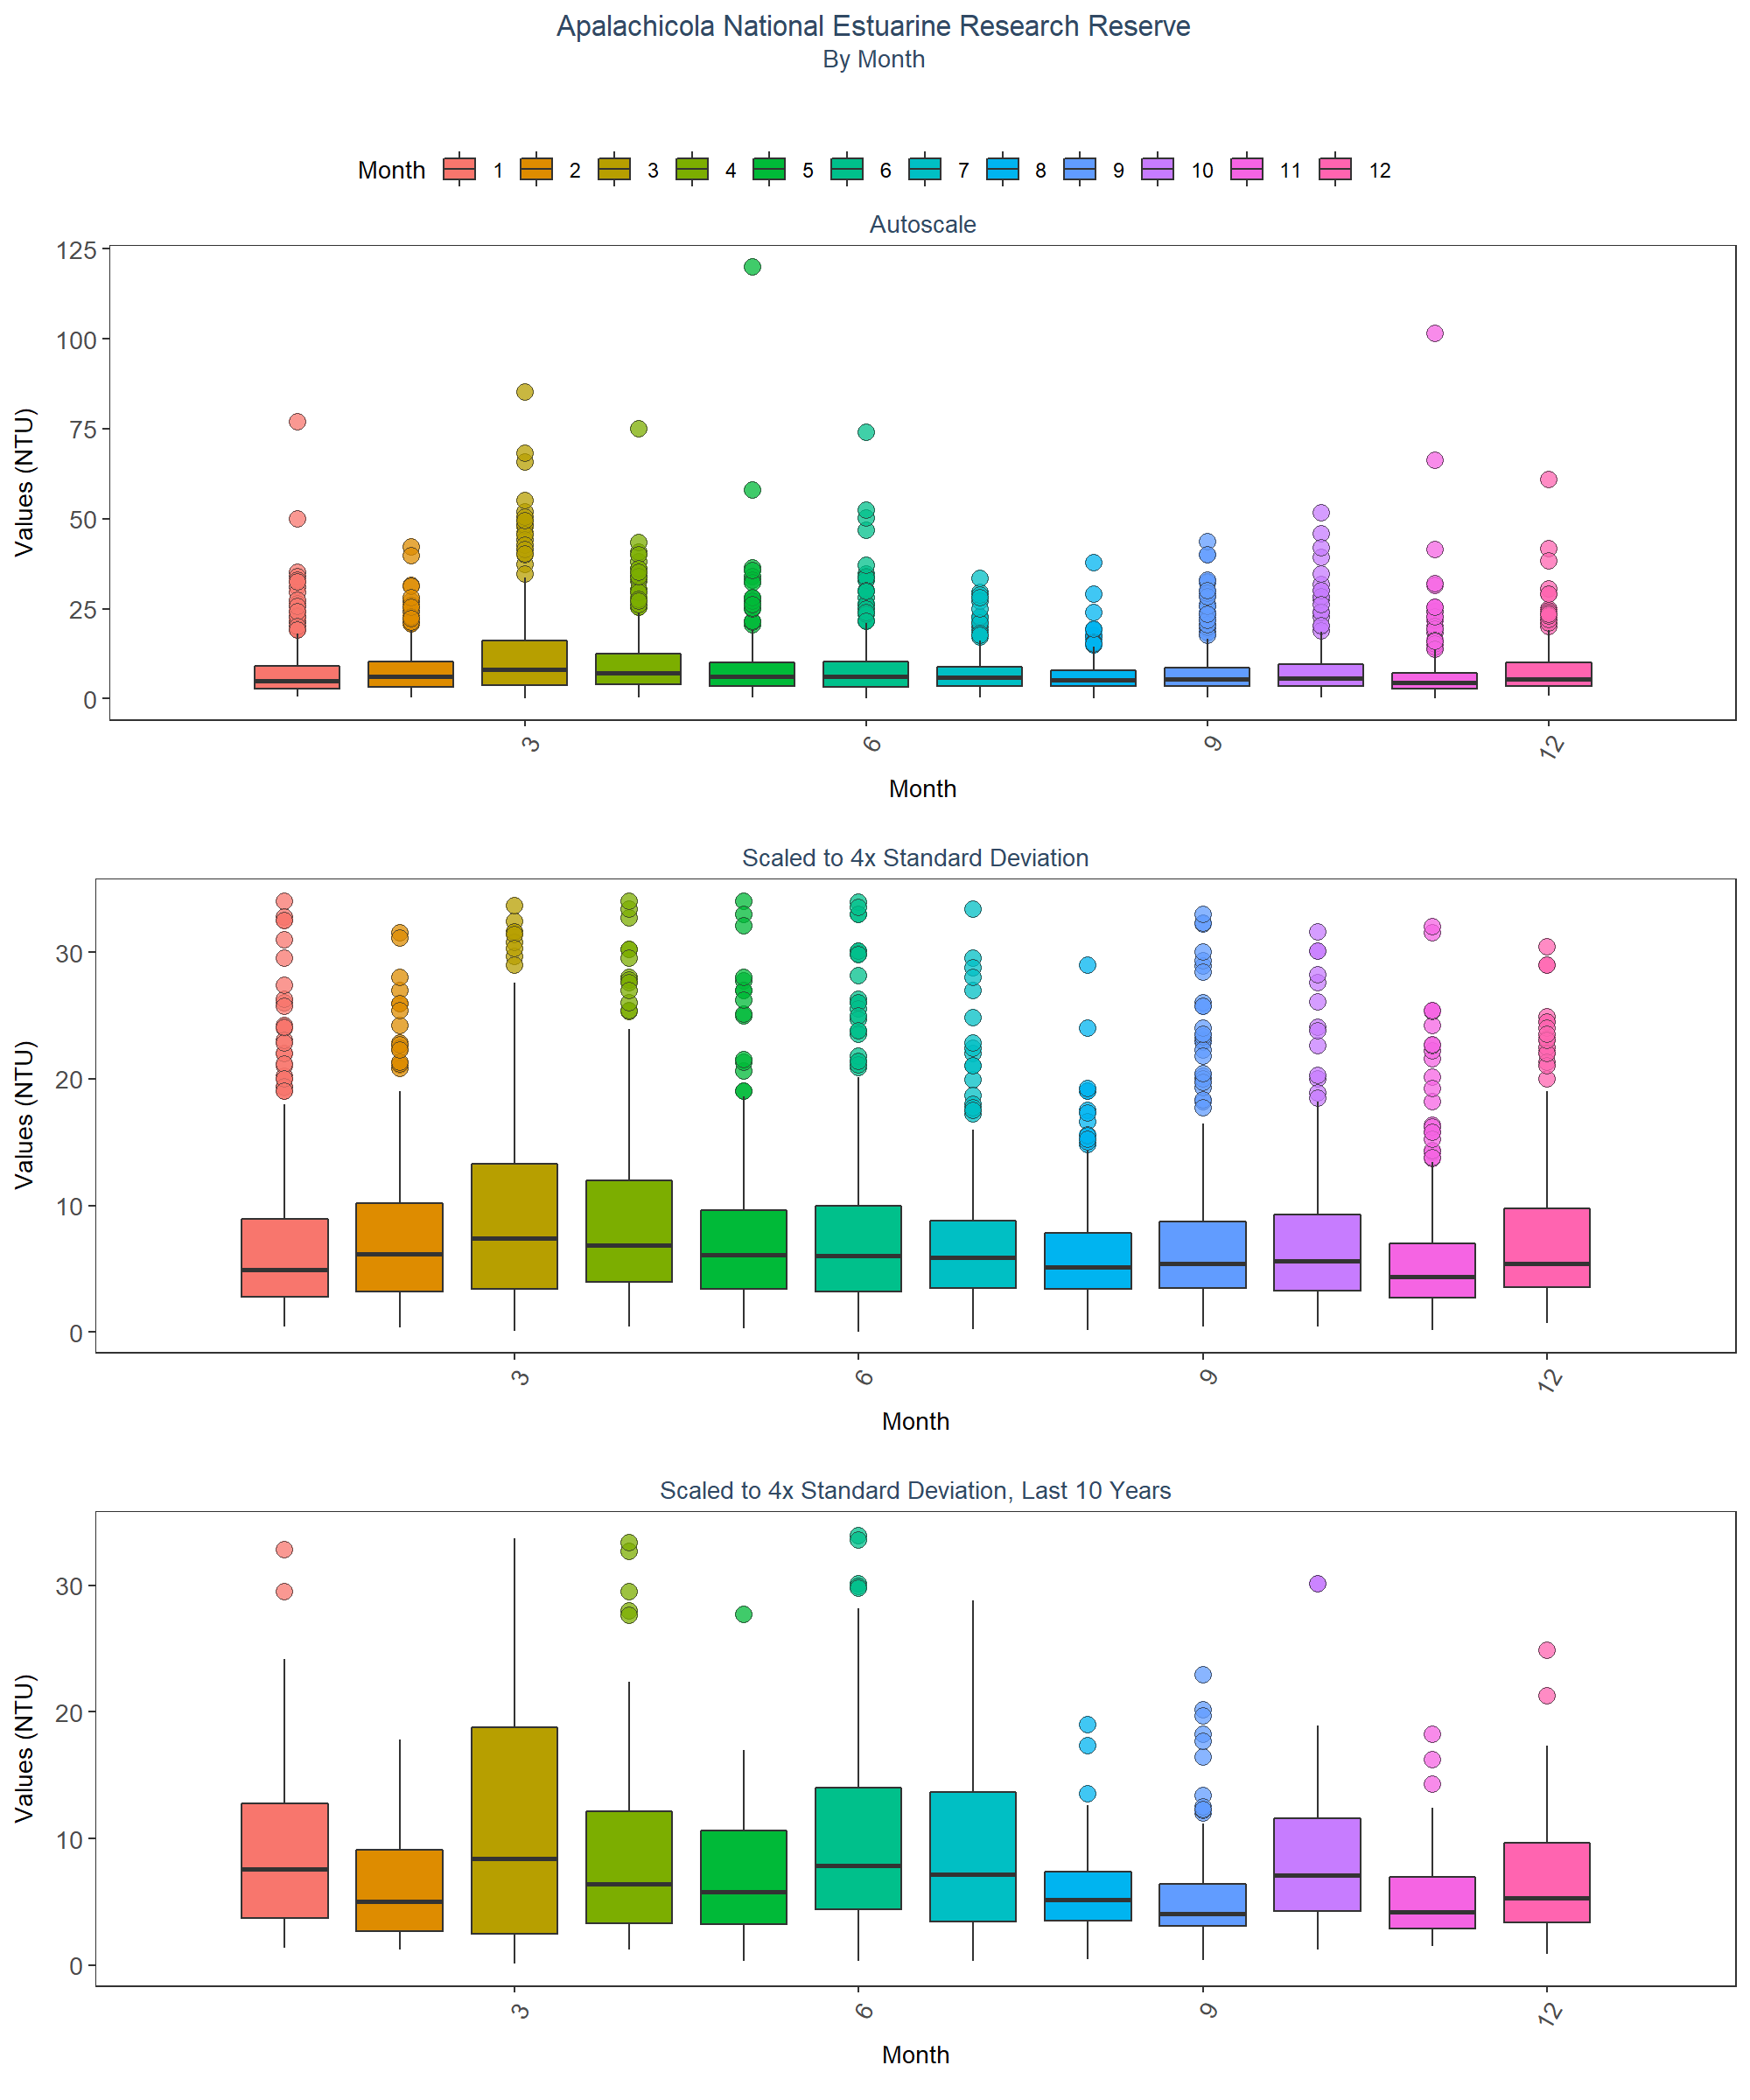 Apalachicola National Estuarine Research Reserve
By Month
Month 1 2 3 4 5 6 7 8 9 10 11 12
Autoscale
Values (NTU)
125
100
75
50
25
0
3 6 9 12
Month
Scaled to 4x Standard Deviation
Values (NTU)
30
20
10
0
3 6 9 12
Month
Scaled to 4x Standard Deviation, Last 10 Years
Values (NTU)
30
20
10
0
3 6 9 12
Month